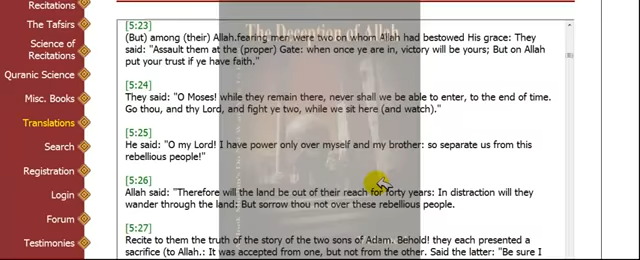 Recitations
The Tafsirs
Science of
Recitations
Quranic Science
Misc. Books
Translations
Search
Registration
Login
Forum
Testimonies
The Deception of Allah
[5:23]
(But) among (their) Allah.fearing men were two on whom Allah had bestowed His grace: They
said: "Assault them at the (proper) Gate: when once ye are in, victory will be yours; But on Allah
put your trust if ye have faith."
[5:24]
They said: "O Moses! while they remain there, never shall we be able to enter, to the end of time.
Go thou, and thy Lord, and fight ye two, while we sit here (and watch)."
[5:25]
He said: "O my Lord! I have power only over myself and my brother: so separate us from this
rebellious people!"
[5:26]
Allah said: "Therefore will the land be out of their reach for forty years: In distraction will they
wander through the land: But sorrow thou not over these rebellious people.
[5:27]
Recite to them the truth of the story of the two sons of Adam. Behold! they each presented a
sacrifice (to Allah.: It was accepted from one, but not from the other. Said the latter: "Be sure I